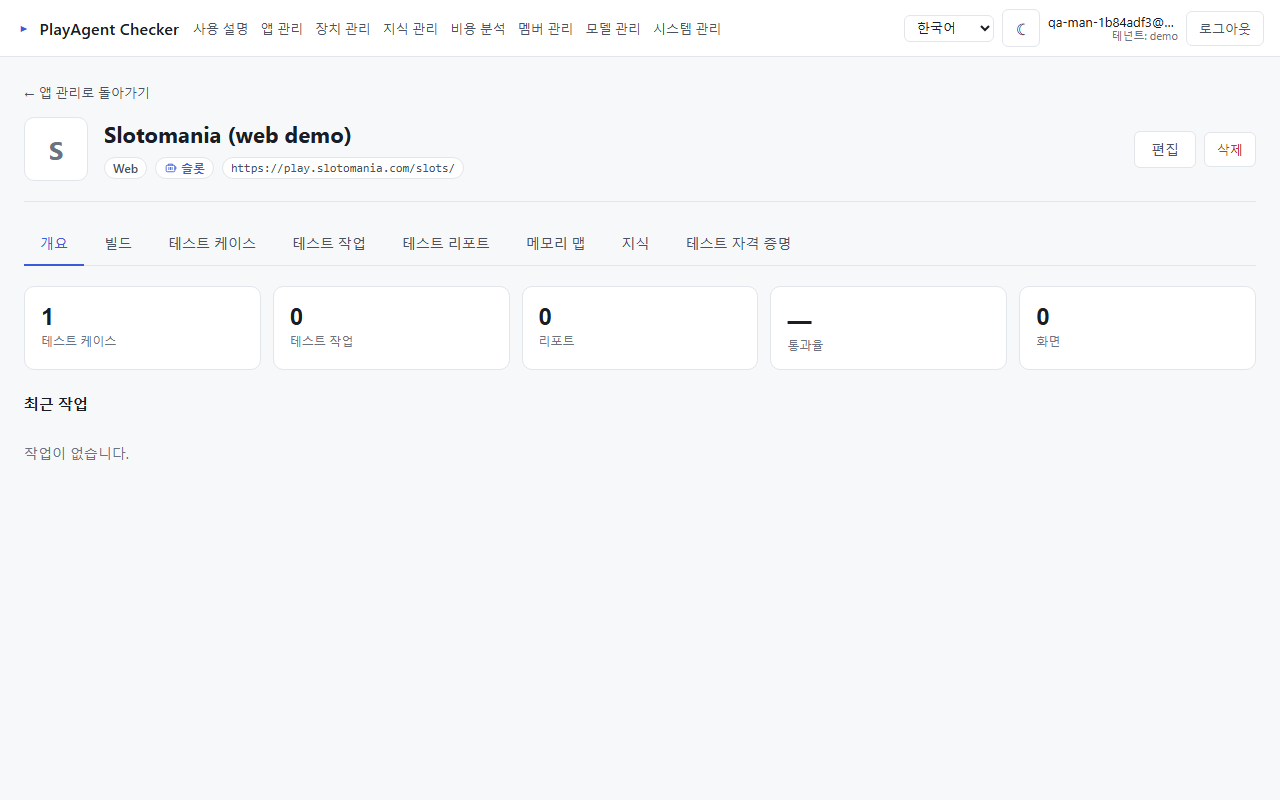 PlayAgent Checker 사용 설명 앱 관리 장치 관리 지식 관리 비용 분석 멤버 관리 모델 관리 시스템 관리 한국어 qa-man-1b84adf3@... 로그아웃
테넌트: demo
← 앱 관리로 돌아가기
S
Slotomania (web demo)
Web 슬롯 https://play.slotomania.com/slots/
편집 삭제
개요 빌드 테스트 케이스 테스트 작업 테스트 리포트 메모리 맵 지식 테스트 자격 증명
1
테스트 케이스
0
테스트 작업
0
리포트
—
통과율
0
화면
최근 작업
작업이 없습니다.